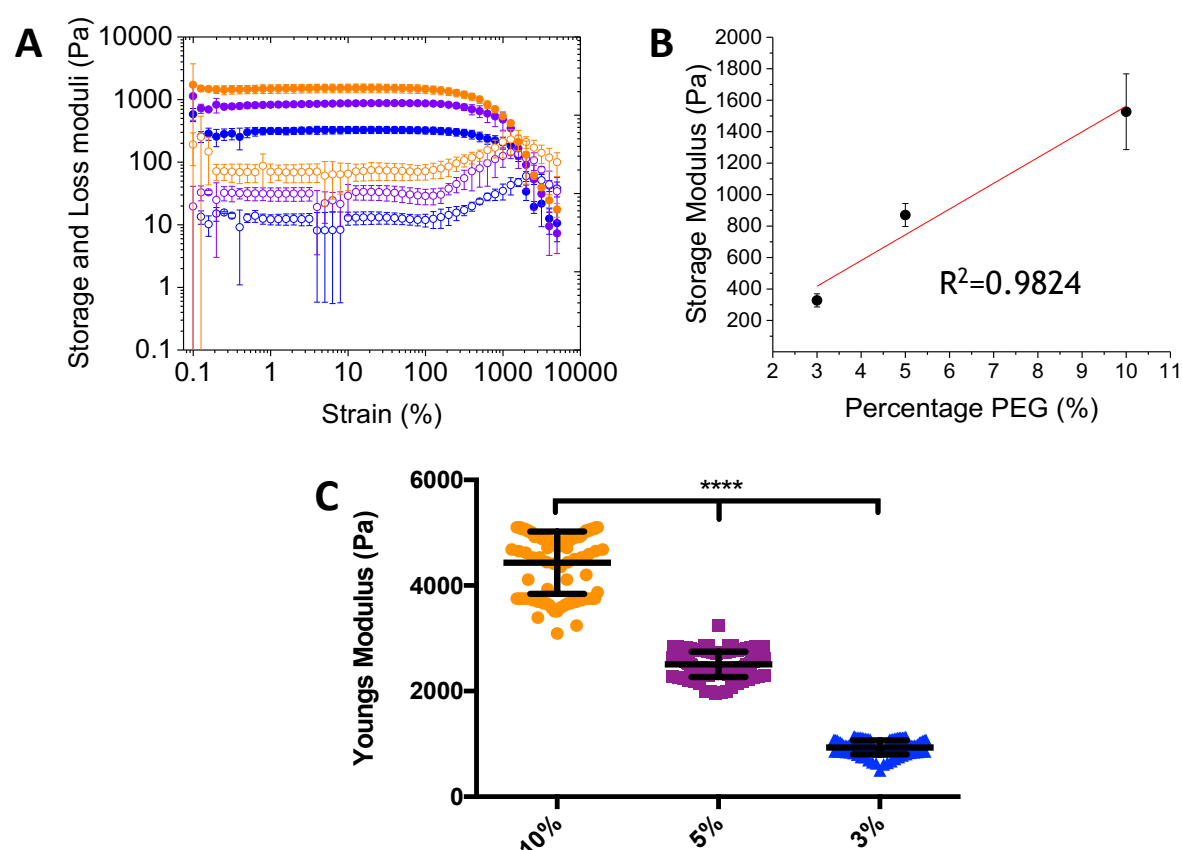 A
Storage and Loss moduli (Pa)
10000
1000
100
10
1
0.1
0.1 1 10 100 1000 10000
Strain (%)
B
Storage Modulus (Pa)
2000
1800
1600
1400
1200
1000
800
600
400
200
R²=0.9824
2 3 4 5 6 7 8 9 10 11
Percentage PEG (%)
C
Youngs Modulus (Pa)
6000
4000
2000
0
****
10% 5% 3%